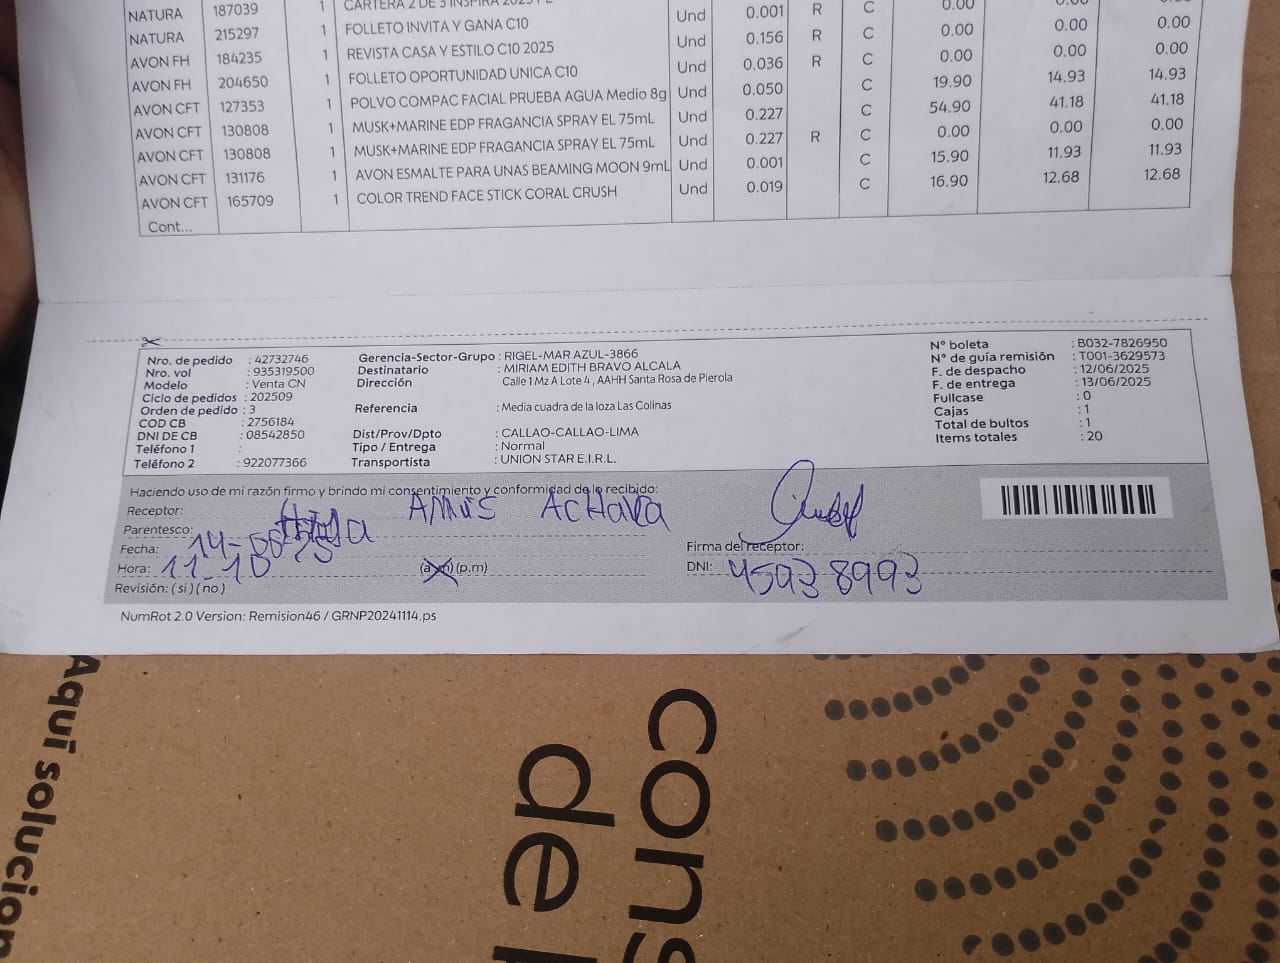 NATURA 187039 1 CARTERA 2 DE 3 INSPIRA Und 0.001 R C 0.00
NATURA 215297 1 FOLLETO INVITA Y GANA C10 Und 0.156 R C 0.00 0.00 0.00
AVON FH 184235 1 REVISTA CASA Y ESTILO C10 2025 Und 0.036 R C 0.00 0.00 0.00
AVON FH 204650 1 FOLLETO OPORTUNIDAD UNICA C10 Und 0.050 C 19.90 14.93 14.93
AVON CFT 127353 1 POLVO COMPAC FACIAL PRUEBA AGUA Medio 8g Und 0.227 C 54.90 41.18 41.18
AVON CFT 130808 1 MUSK+MARINE EDP FRAGANCIA SPRAY EL 75mL Und 0.227 R C 0.00 0.00 0.00
AVON CFT 130808 1 MUSK+MARINE EDP FRAGANCIA SPRAY EL 75mL Und 0.001 C 15.90 11.93 11.93
AVON CFT 131176 1 AVON ESMALTE PARA UNAS BEAMING MOON 9mL Und 0.019 C 16.90 12.68 12.68
AVON CFT 165709 1 COLOR TREND FACE STICK CORAL CRUSH
Cont...
Nro. de pedido : 42732746 Gerencia-Sector-Grupo : RIGEL-MAR AZUL-3866 N° boleta : B032-7826950
Nro. vol : 935319500 Destinatario : MIRIAM EDITH BRAVO ALCALA N° de guía remisión : T001-3629573
Modelo : Venta CN Dirección Calle 1 Mz A Lote 4 , AAHH Santa Rosa de Pierola F. de despacho : 12/06/2025
Ciclo de pedidos : 202509 F. de entrega : 13/06/2025
Orden de pedido : 3 Referencia : Media cuadra de la loza Las Colinas Fullcase : 0
COD CB : 2756184 Cajas : 1
DNI DE CB : 08542850 Dist/Prov/Dpto : CALLAO-CALLAO-LIMA Total de bultos : 1
Teléfono 1 : Tipo / Entrega : Normal Items totales : 20
Teléfono 2 : 922077366 Transportista : UNION STAR E.I.R.L.
Haciendo uso de mi razón firmo y brindo mi consentimiento y conformidad de lo recibido:
Receptor:
Parentesco:
Fecha: 14-06
Hora: 11-10 (a.m)(p.m)
Firma del receptor:
DNI: 45938993
Revisión: ( si ) ( no )
NumRot 2.0 Version: Remision46 / GRNP20241114.ps
Aquí solucion
cons
de